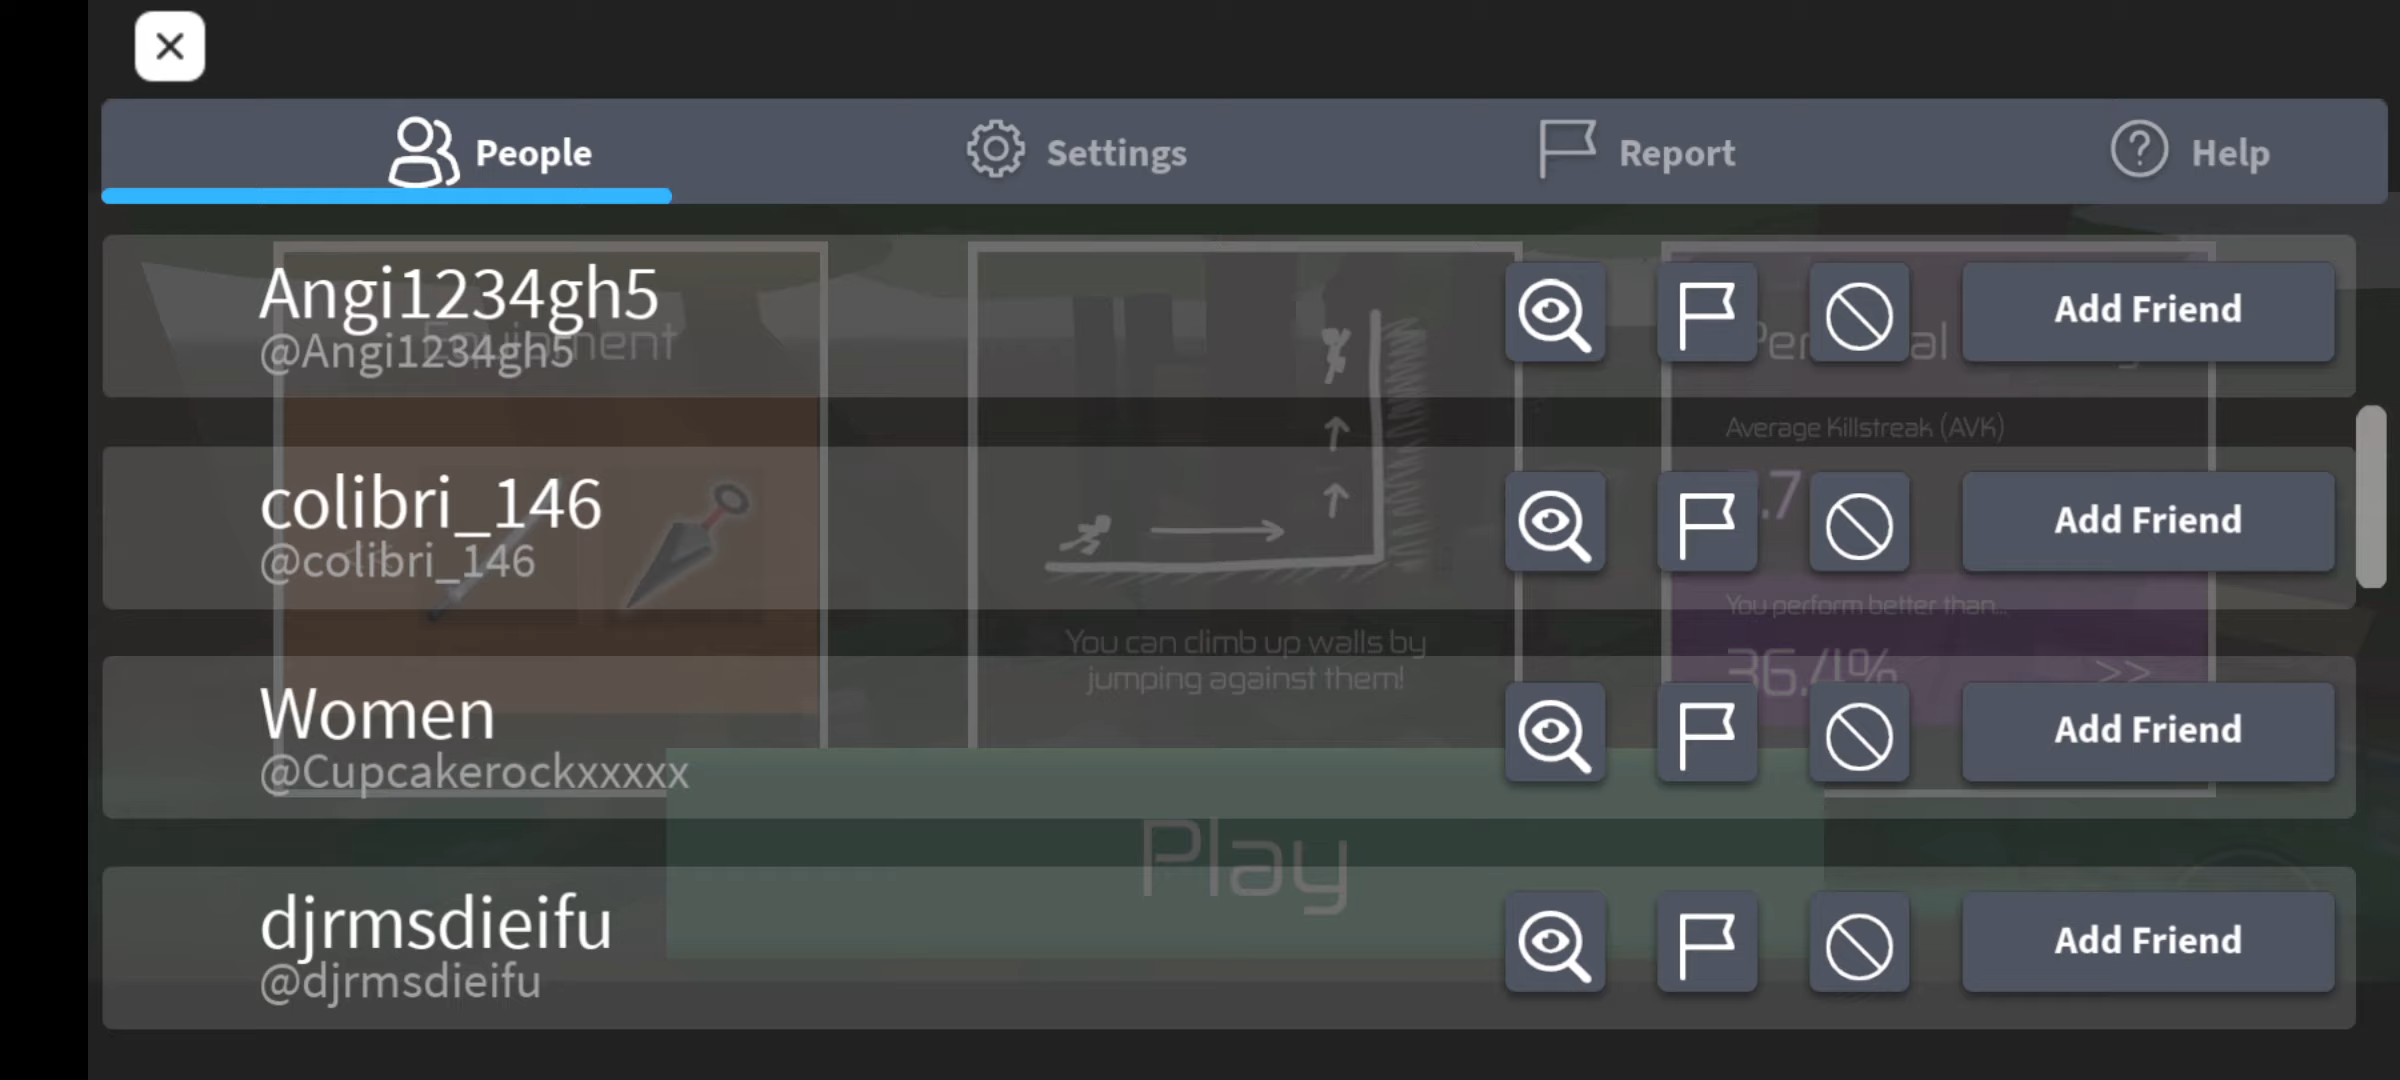 People
Settings
Report
Help
Angi1234gh5
@Angi1234gh5
Add Friend
colibri_146
@colibri_146
Add Friend
Women
@Cupcakerockxxxxx
Add Friend
djrmsdieifu
@djrmsdieifu
Add Friend
Average Killstreak (AVK)
.7
You perform better than...
>>
You can climb up walls by
jumping against them!
Play